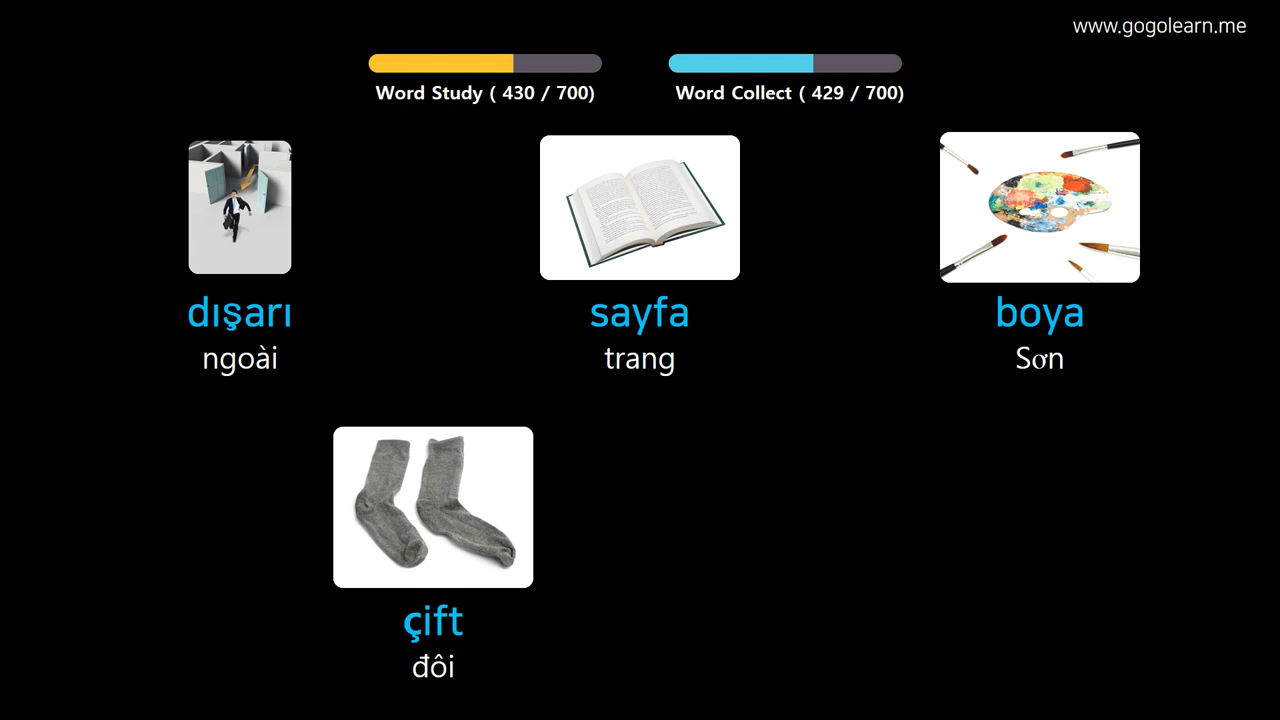 www.gogolearn.me
Word Study ( 430 / 700)
Word Collect ( 429 / 700)
dışarı
ngoài
sayfa
trang
boya
Sơn
çift
đôi